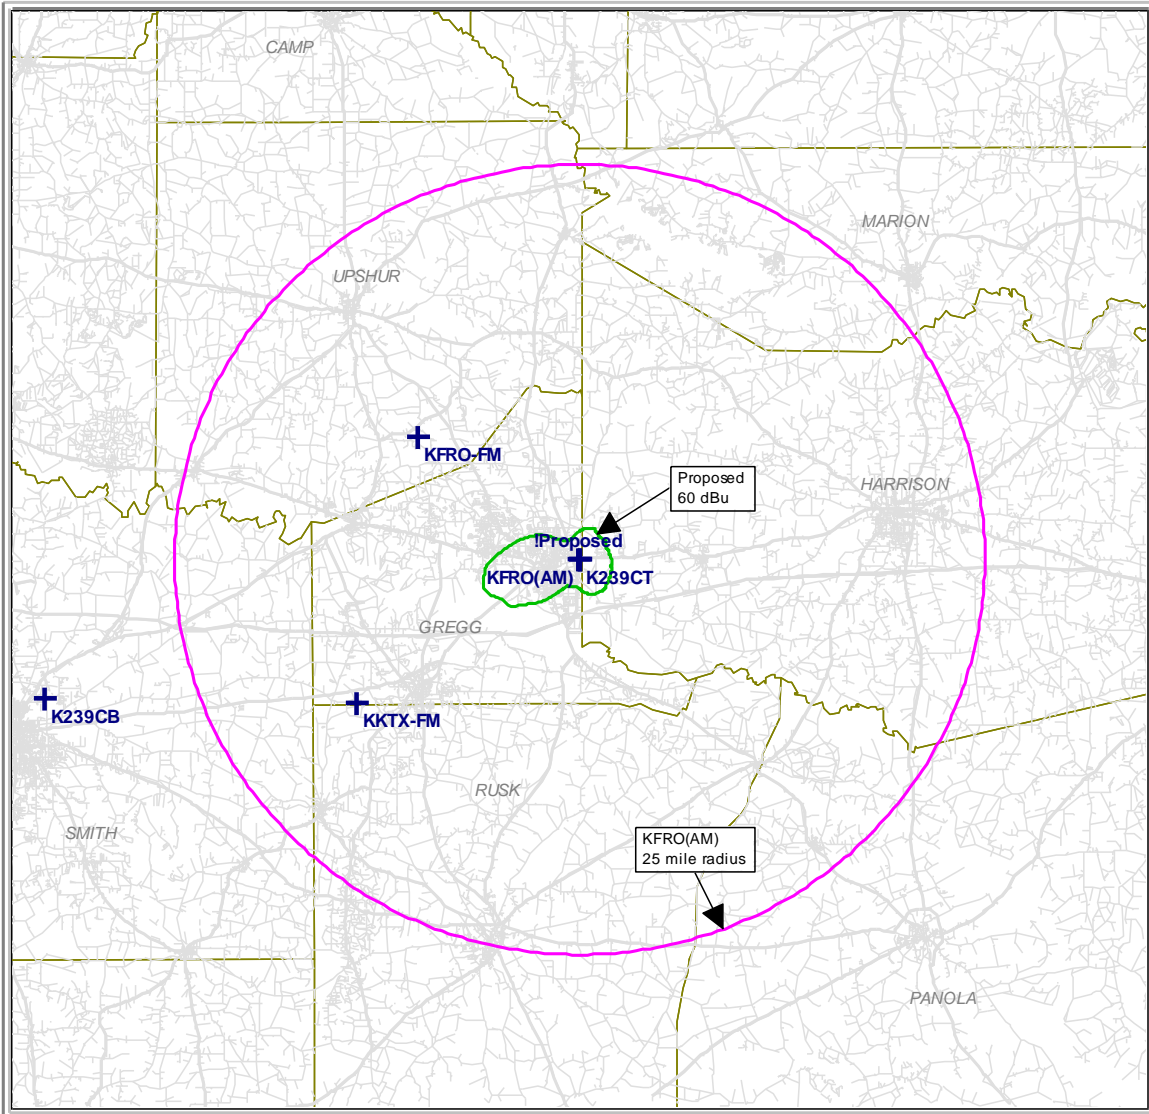 CAMP
MARION
UPSHUR
KFRO-FM
Proposed
60 dBu
HARRISON
!Proposed
KFRO(AM)
K239CT
GREGG
K239CB
KKTX-FM
RUSK
SMITH
KFRO(AM)
25 mile radius
PANOLA